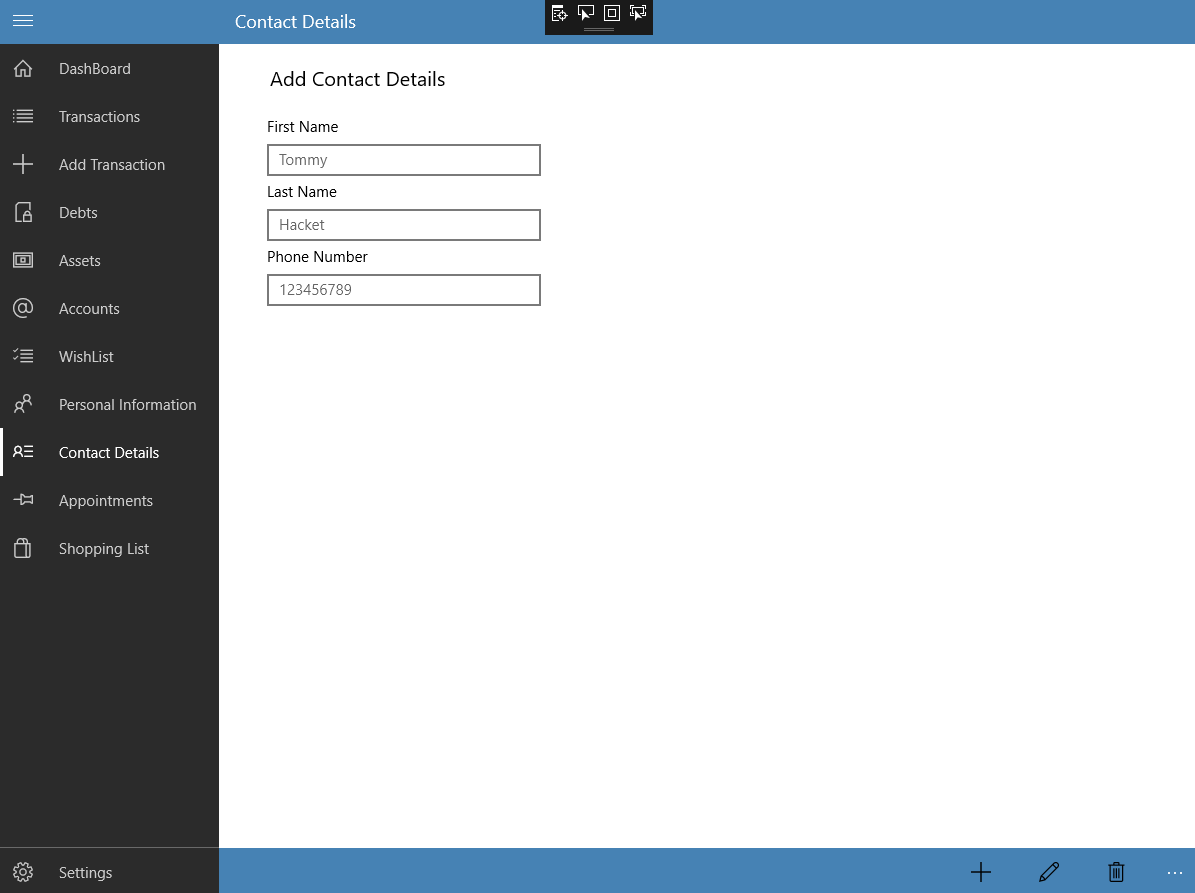 Contact Details
DashBoard
Transactions
Add Transaction
Debts
Assets
Accounts
WishList
Personal Information
Contact Details
Appointments
Shopping List
Settings
Add Contact Details
First Name
Tommy
Last Name
Hacket
Phone Number
123456789